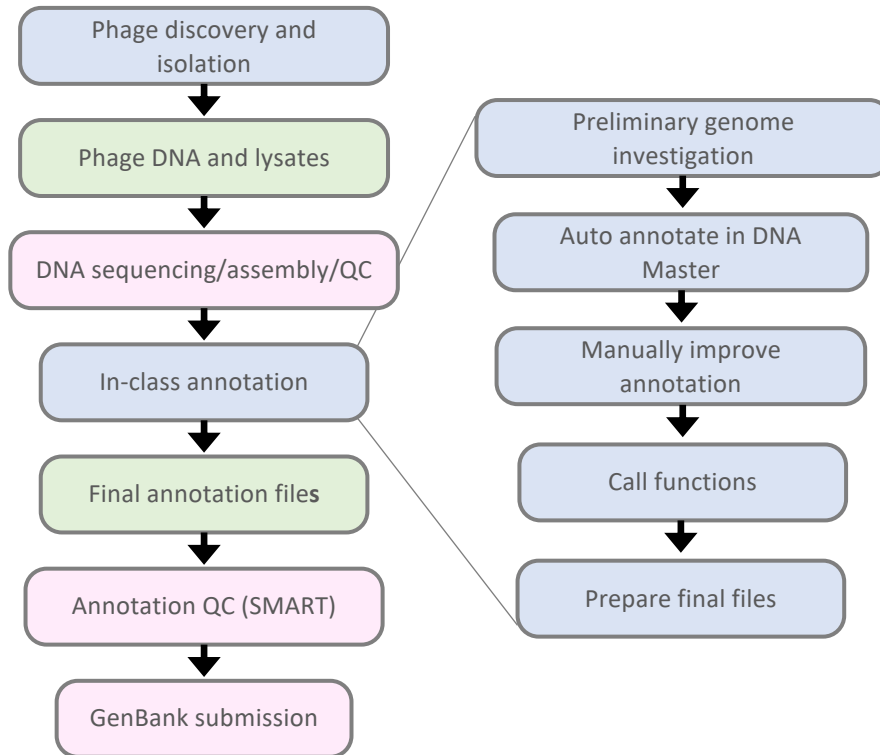 Phage discovery and
isolation
Phage DNA and lysates
DNA sequencing/assembly/QC
In-class annotation
Final annotation files
Annotation QC (SMART)
GenBank submission
Preliminary genome
investigation
Auto annotate in DNA
Master
Manually improve
annotation
Call functions
Prepare final files